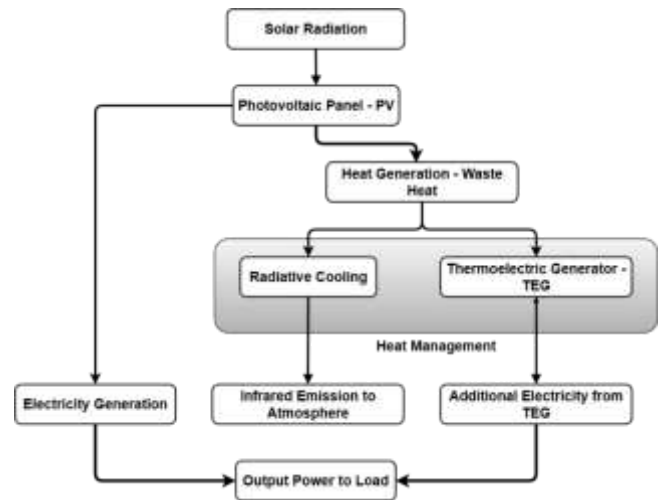 Solar Radiation
Photovoltaic Panel - PV
Heat Generation - Waste
Heat
Radiative Cooling
Thermoelectric Generator -
TEG
Heat Management
Electricity Generation
Infrared Emission to
Atmosphere
Additional Electricity from
TEG
Output Power to Load